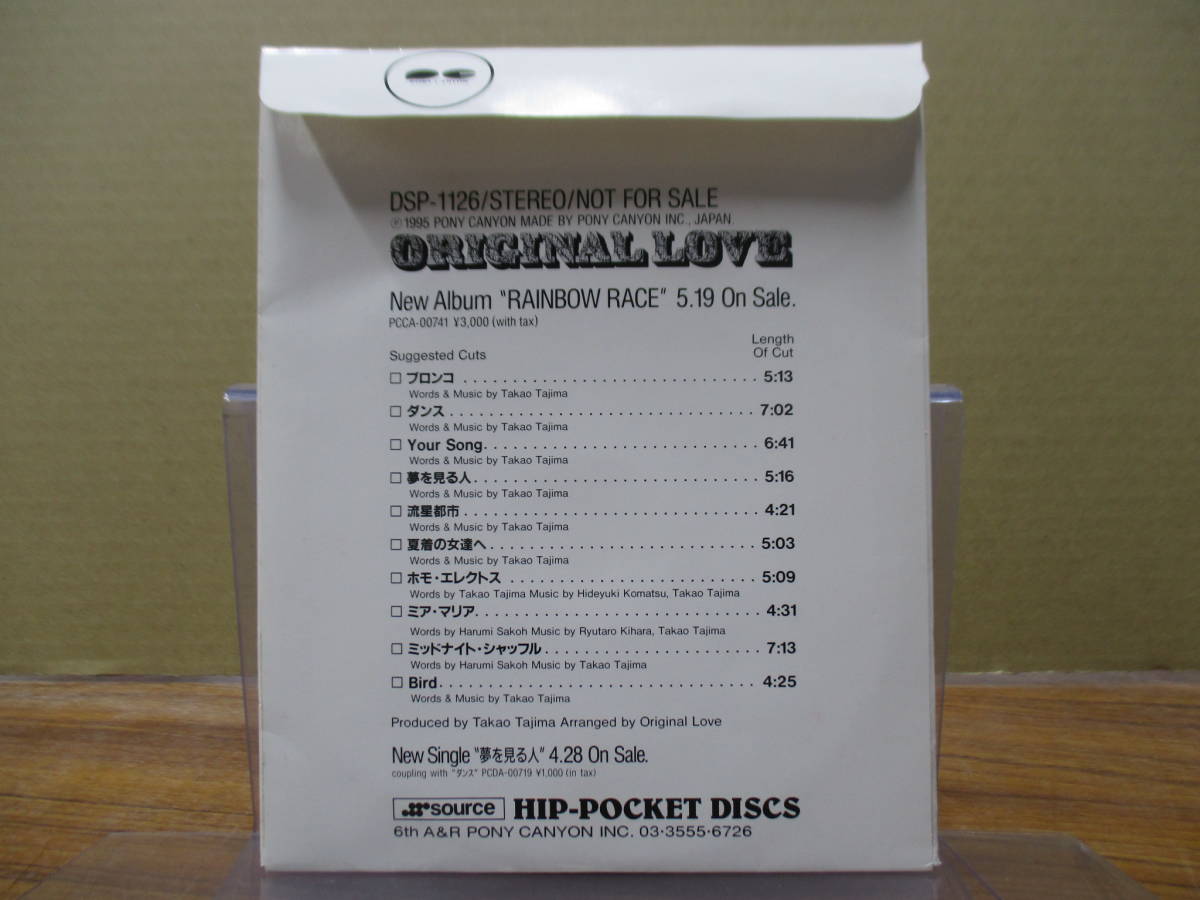 DSP-1126/STEREO/NOT FOR SALE
℗1995 PONY CANYON MADE BY PONY CANYON INC., JAPAN.
ORIGINAL LOVE
New Album "RAINBOW RACE" 5.19 On Sale.
PCCA-00741 ¥3,000 (with tax)
Suggested Cuts Length Of Cut
□ ブロンコ 5:13
Words & Music by Takao Tajima
□ ダンス 7:02
Words & Music by Takao Tajima
□ Your Song 6:41
Words & Music by Takao Tajima
□ 夢を見る人 5:16
Words & Music by Takao Tajima
□ 流星都市 4:21
Words & Music by Takao Tajima
□ 夏着の女達へ 5:03
Words & Music by Takao Tajima
□ ホモ・エレクトス 5:09
Words by Takao Tajima Music by Hideyuki Komatsu, Takao Tajima
□ ミア・マリア 4:31
Words by Harumi Sakoh Music by Ryutaro Kihara, Takao Tajima
□ ミッドナイト・シャッフル 7:13
Words by Harumi Sakoh Music by Takao Tajima
□ Bird 4:25
Words & Music by Takao Tajima
Produced by Takao Tajima Arranged by Original Love
New Single "夢を見る人" 4.28 On Sale.
coupling with "ダンス" PCDA-00719 ¥1,000 (in tax)
source HIP-POCKET DISCS
6th A&R PONY CANYON INC. 03·3555·6726